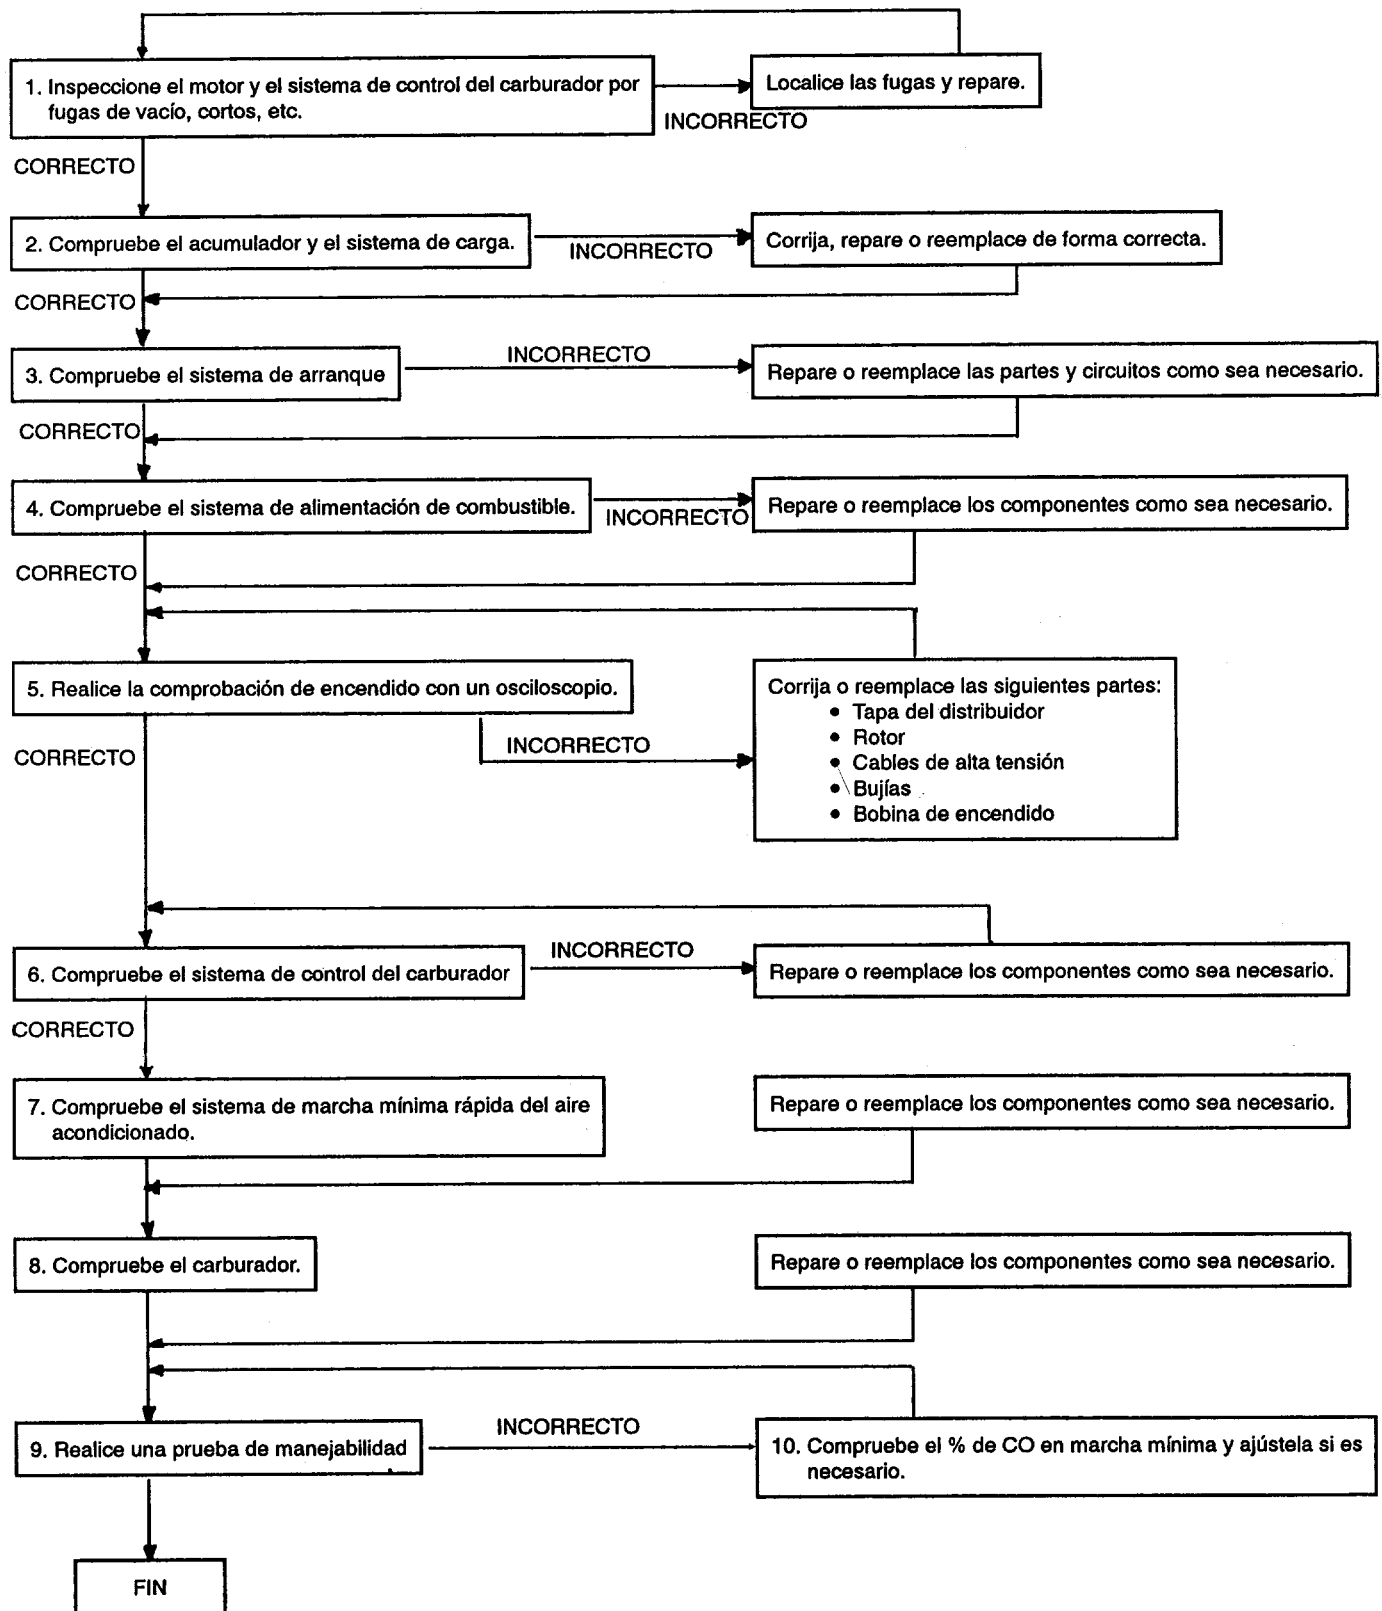 1. Inspeccione el motor y el sistema de control del carburador por
fugas de vacío, cortos, etc.
Localice las fugas y repare.
INCORRECTO
CORRECTO
2. Compruebe el acumulador y el sistema de carga.
INCORRECTO
Corrija, repare o reemplace de forma correcta.
CORRECTO
3. Compruebe el sistema de arranque
INCORRECTO
Repare o reemplace las partes y circuitos como sea necesario.
CORRECTO
4. Compruebe el sistema de alimentación de combustible.
INCORRECTO
Repare o reemplace los componentes como sea necesario.
CORRECTO
5. Realice la comprobación de encendido con un osciloscopio.
INCORRECTO
Corrija o reemplace las siguientes partes:
• Tapa del distribuidor
• Rotor
• Cables de alta tensión
• Bujías
• Bobina de encendido
CORRECTO
6. Compruebe el sistema de control del carburador
INCORRECTO
Repare o reemplace los componentes como sea necesario.
CORRECTO
7. Compruebe el sistema de marcha mínima rápida del aire
acondicionado.
Repare o reemplace los componentes como sea necesario.
8. Compruebe el carburador.
Repare o reemplace los componentes como sea necesario.
9. Realice una prueba de manejabilidad
INCORRECTO
10. Compruebe el % de CO en marcha mínima y ajústela si es
necesario.
FIN